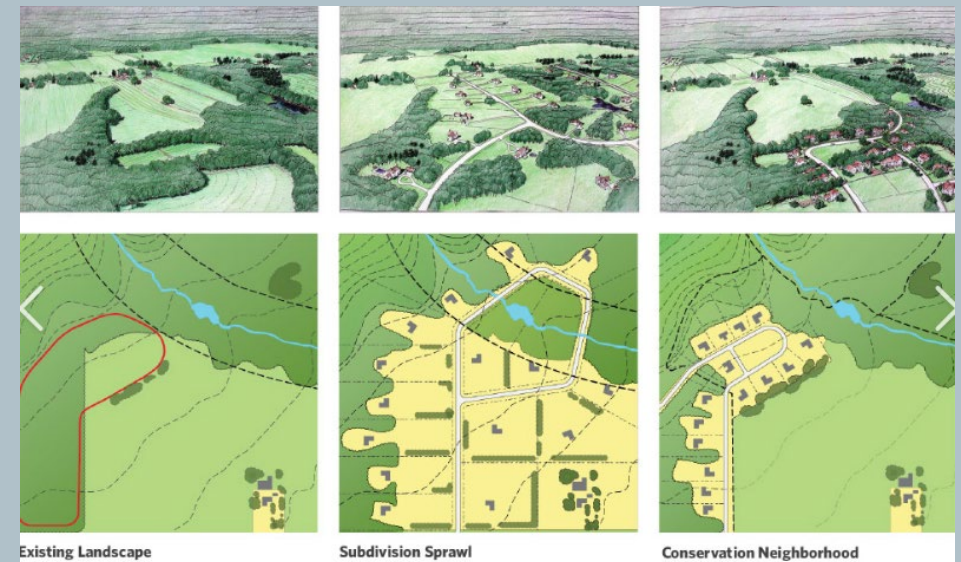 Existing Landscape
Subdivision Sprawl
Conservation Neighborhood